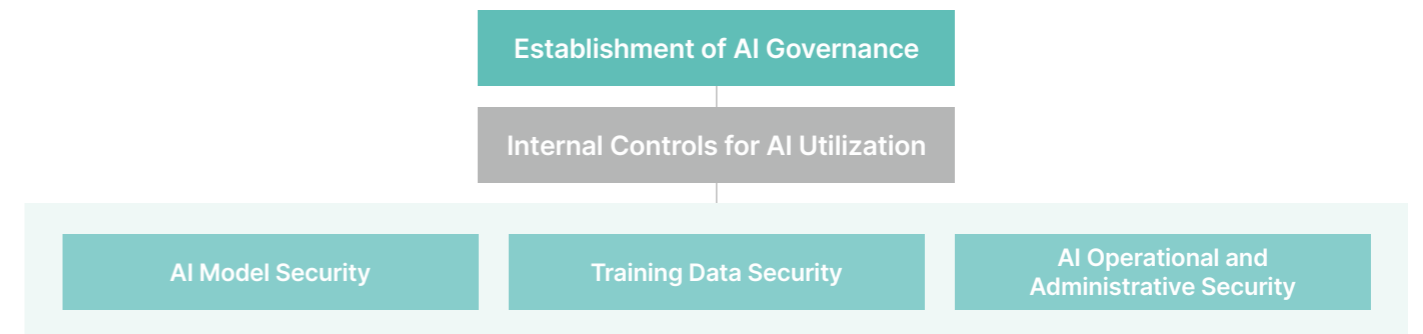 Establishment of AI Governance
Internal Controls for AI Utilization
AI Model Security
Training Data Security
AI Operational and
Administrative Security